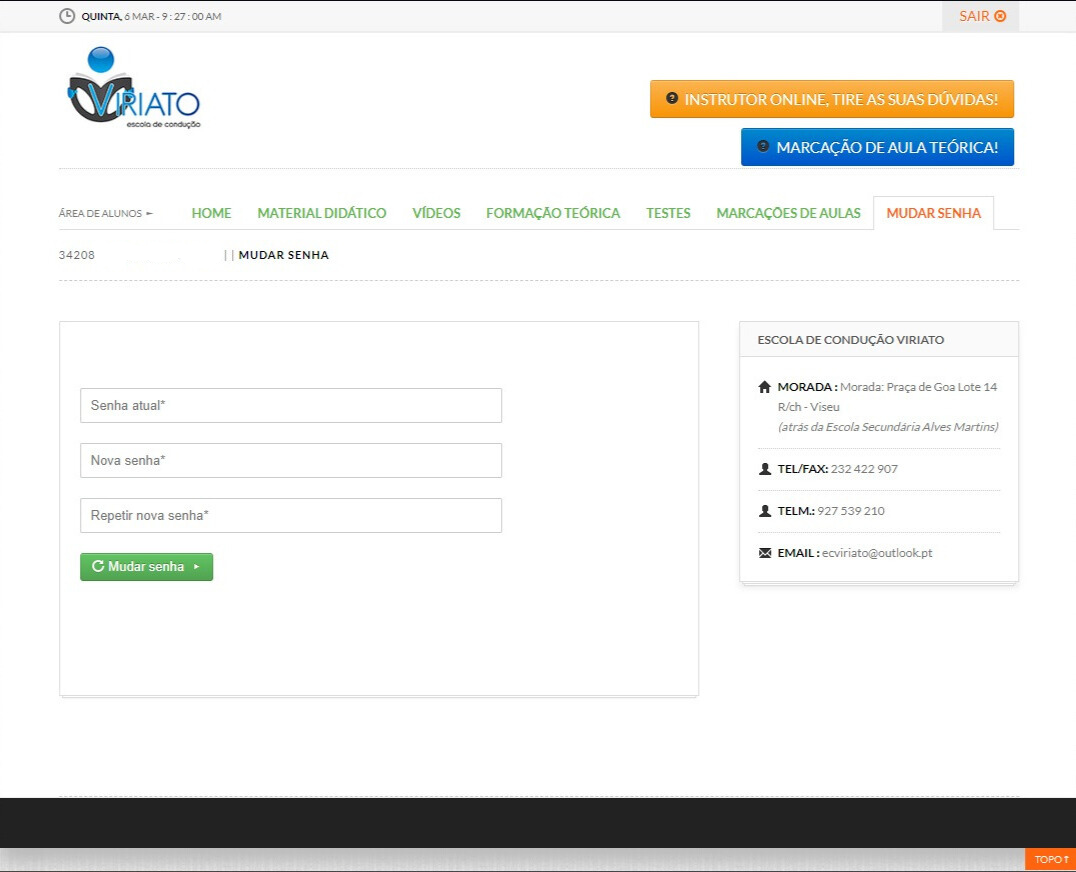 QUINTA, 6 MAR - 9 : 27 : 00 AM
SAIR
VIRIATO
escola de condução
INSTRUTOR ONLINE, TIRE AS SUAS DÚVIDAS!
MARCAÇÃO DE AULA TEÓRICA!
ÁREA DE ALUNOS
HOME
MATERIAL DIDÁTICO
VÍDEOS
FORMAÇÃO TEÓRICA
TESTES
MARCAÇÕES DE AULAS
MUDAR SENHA
34208 | | MUDAR SENHA
Senha atual*
Nova senha*
Repetir nova senha*
Mudar senha
ESCOLA DE CONDUÇÃO VIRIATO
MORADA : Morada: Praça de Goa Lote 14
R/ch - Viseu
(atrás da Escola Secundária Alves Martins)
TEL/FAX: 232 422 907
TELM.: 927 539 210
EMAIL : ecviriato@outlook.pt
TOPO↑